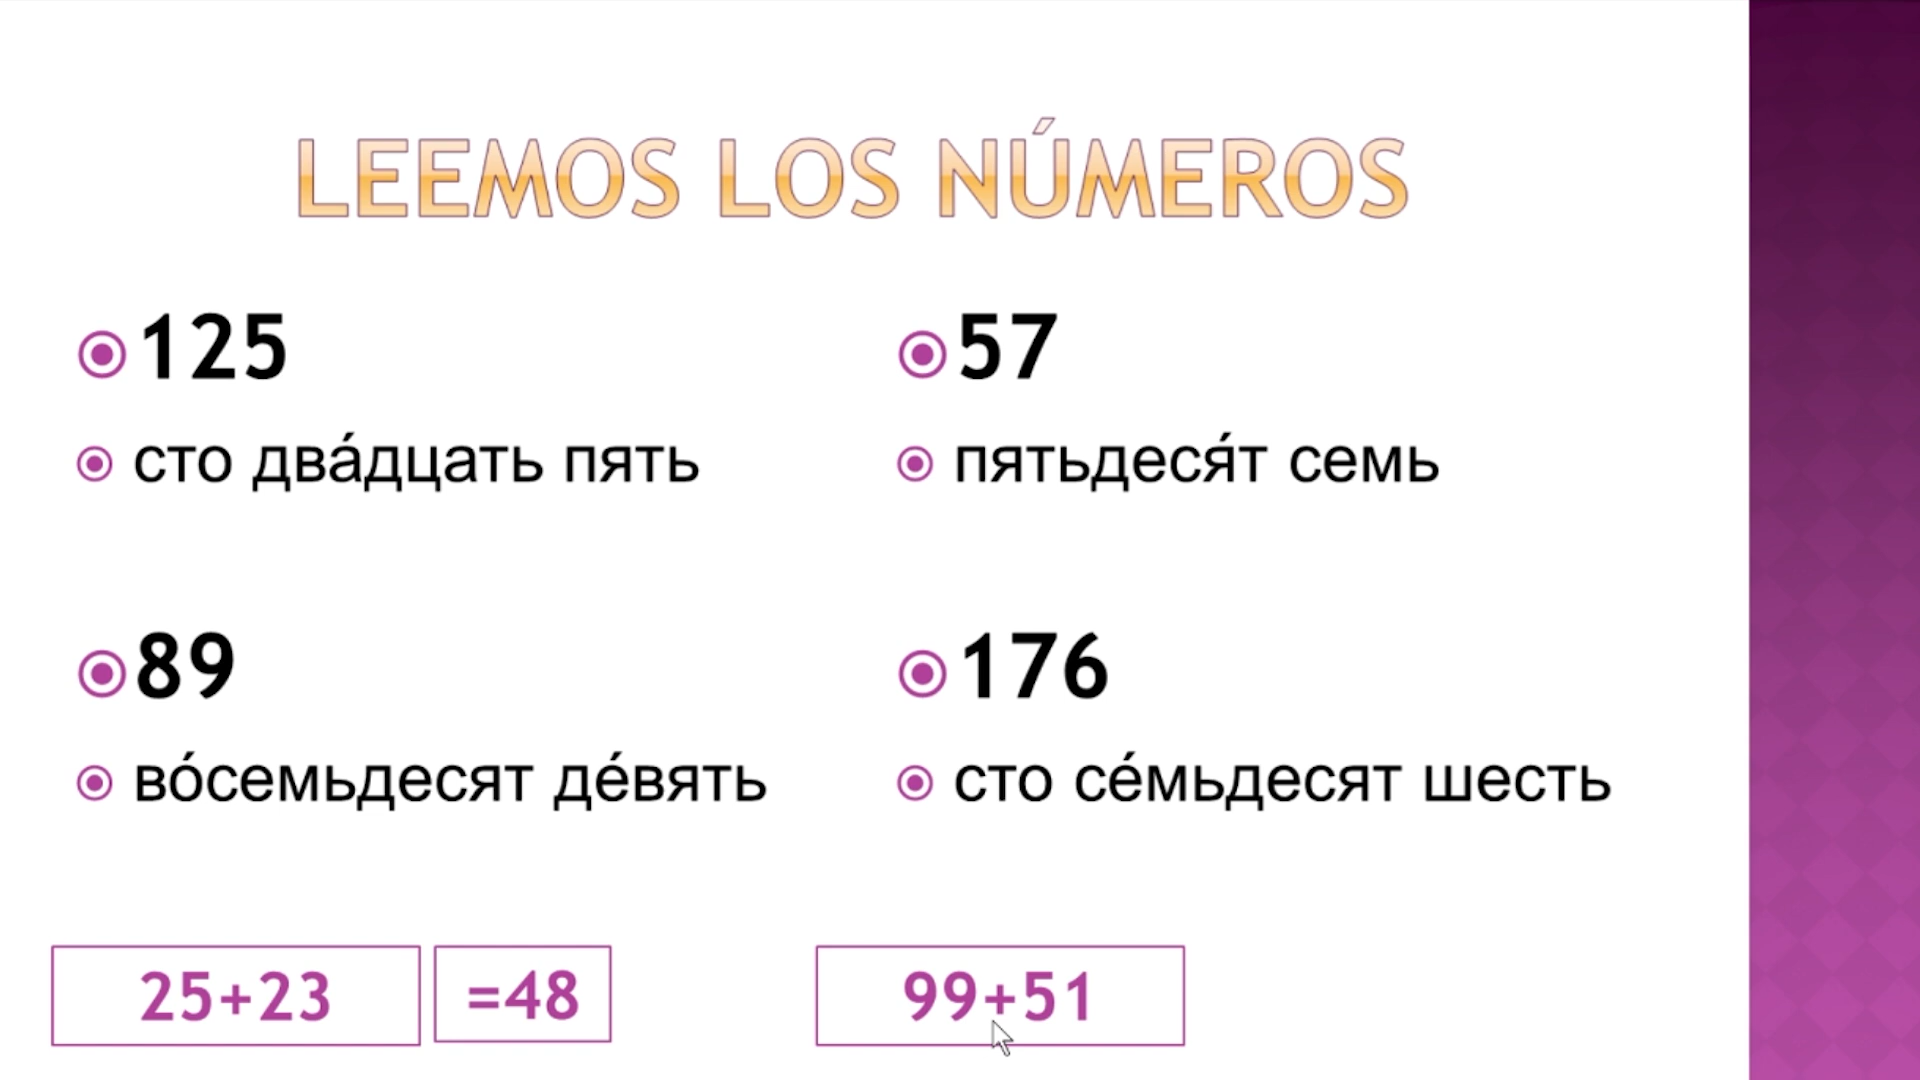 LEEMOS LOS NÚMEROS
125
сто два́дцать пять
57
пятьдеся́т семь
89
во́семьдесят де́вять
176
сто се́мьдесят шесть
25+23
=48
99+51